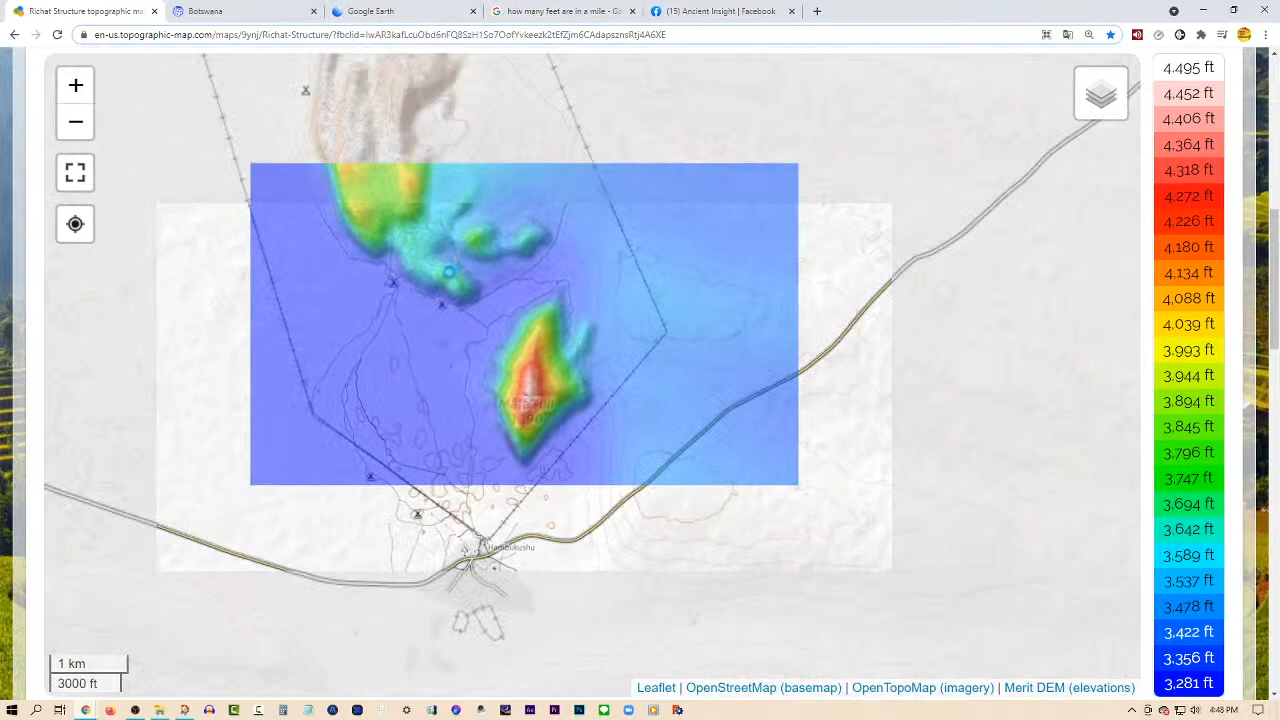 Richat Structure topographic ma
Botswana
Google Earth
how many feet are in a mile - Go
(15) Ancient Insight | Facebook
en-us.topographic-map.com/maps/9ynj/Richat-Structure/?fbclid=IwAR3kafLcuObd6nFQ8SzH1So7OofYvkeedx2tEfZjm6CAdapsznsRtj4A6XE
+
−
Hambukushu
1 km
3000 ft
Leaflet | OpenStreetMap (basemap) | OpenTopoMap (imagery) | Merit DEM (elevations)
4,495 ft
4,452 ft
4,406 ft
4,364 ft
4,318 ft
4,272 ft
4,226 ft
4,180 ft
4,134 ft
4,088 ft
4,039 ft
3,993 ft
3,944 ft
3,894 ft
3,845 ft
3,796 ft
3,747 ft
3,694 ft
3,642 ft
3,589 ft
3,537 ft
3,478 ft
3,422 ft
3,356 ft
3,281 ft
4:48 PM